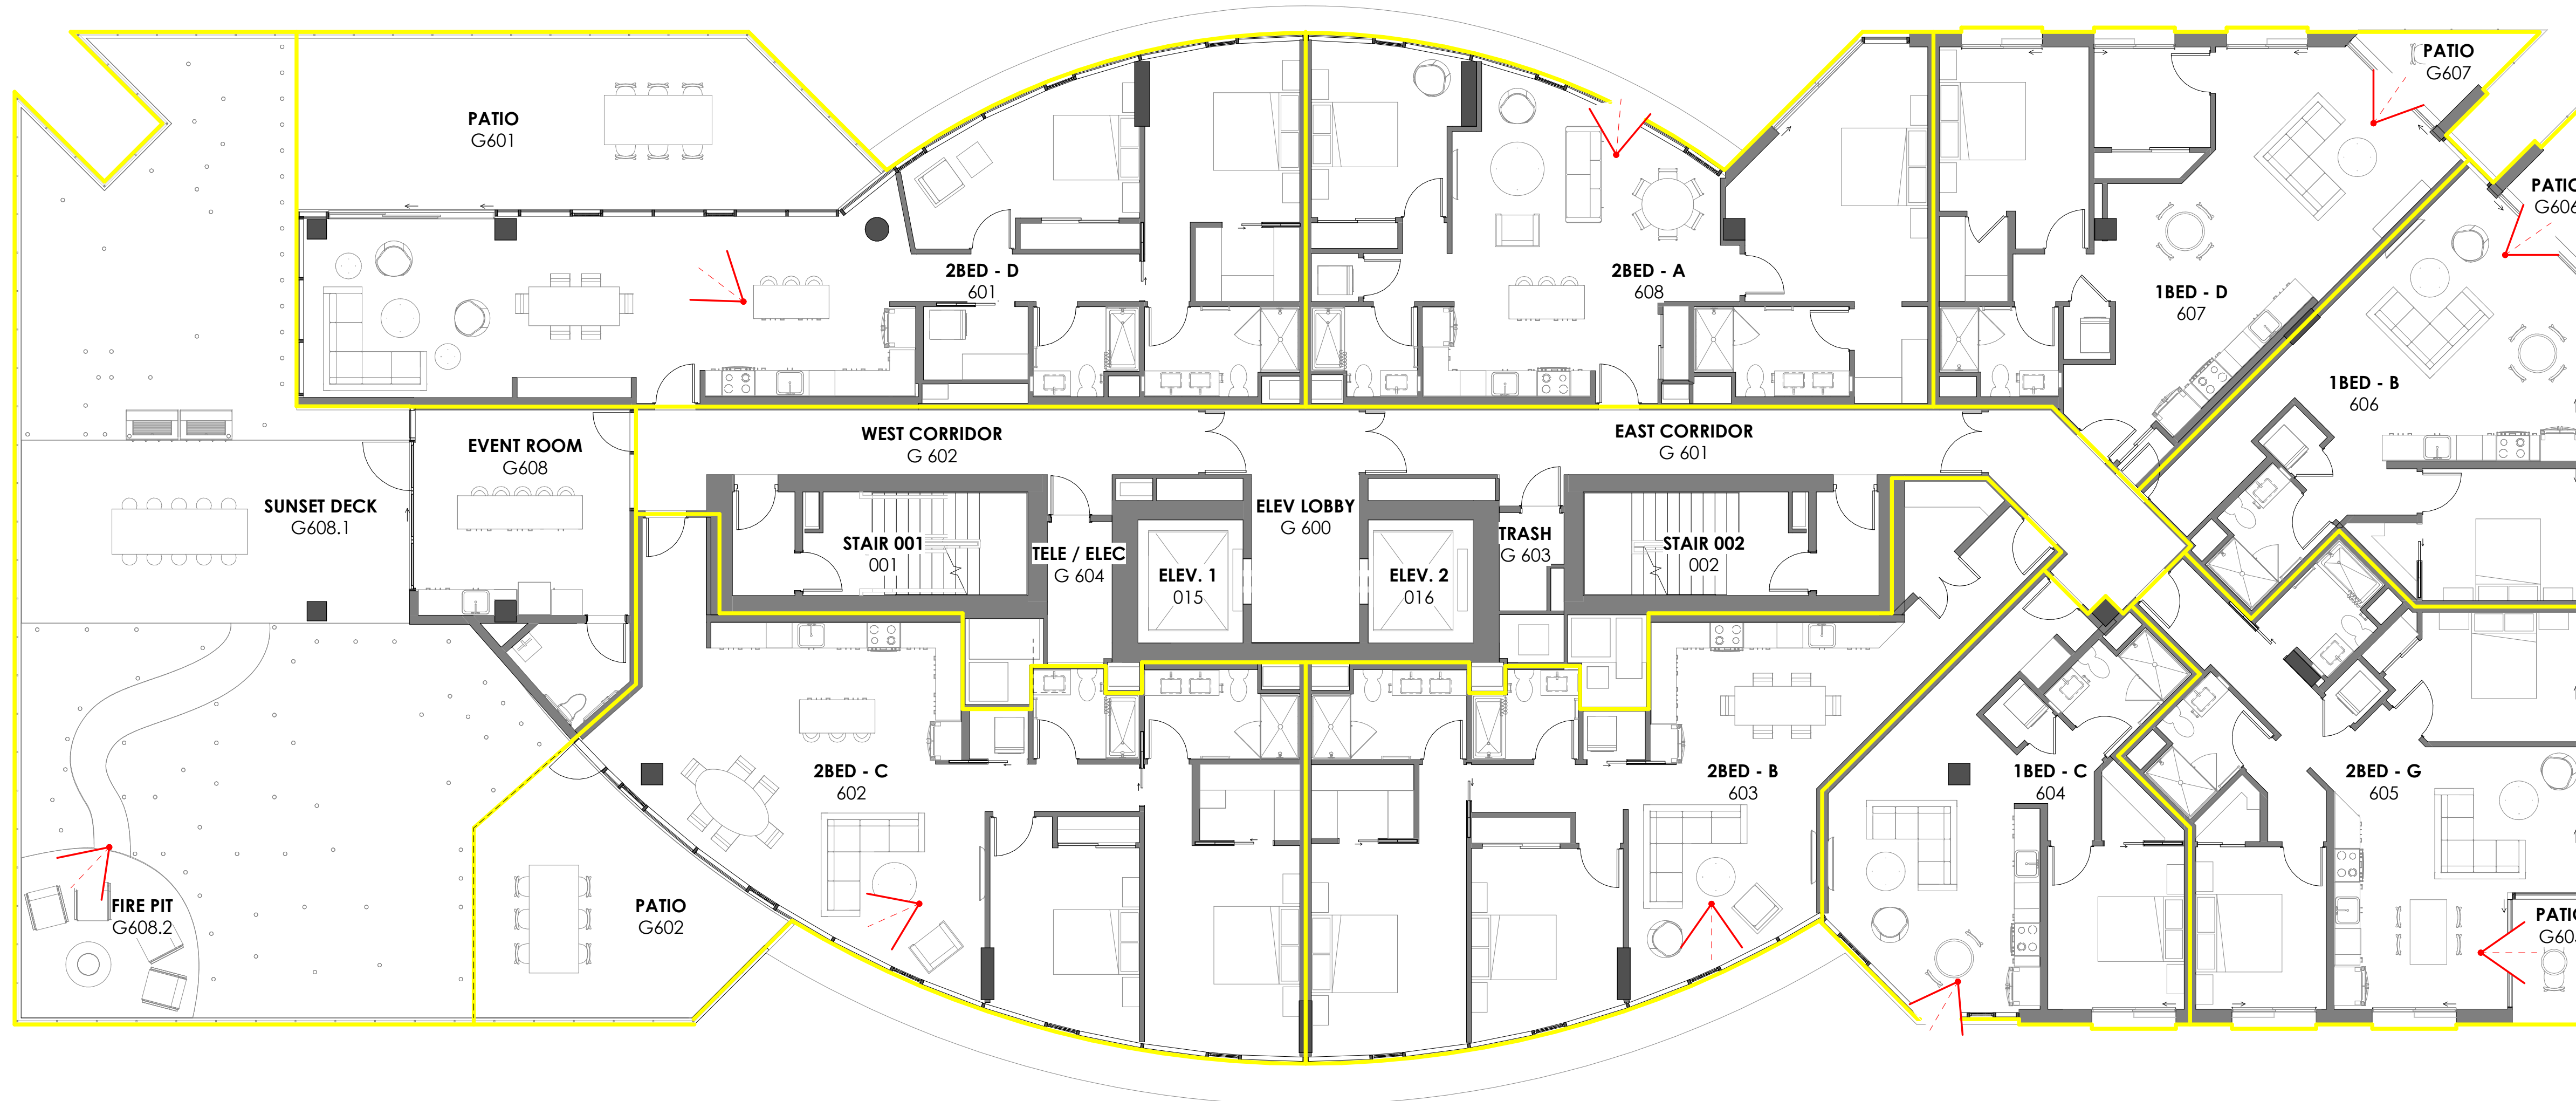 PATIO
G601
PATIO
G607
PATIO
G606
2BED - D
601
2BED - A
608
1BED - D
607
1BED - B
606
EVENT ROOM
G608
WEST CORRIDOR
G 602
EAST CORRIDOR
G 601
SUNSET DECK
G608.1
ELEV LOBBY
G 600
STAIR 001
001
TELE / ELEC
G 604
ELEV. 1
015
ELEV. 2
016
TRASH
G 603
STAIR 002
002
2BED - C
602
2BED - B
603
1BED - C
604
2BED - G
605
FIRE PIT
G608.2
PATIO
G602